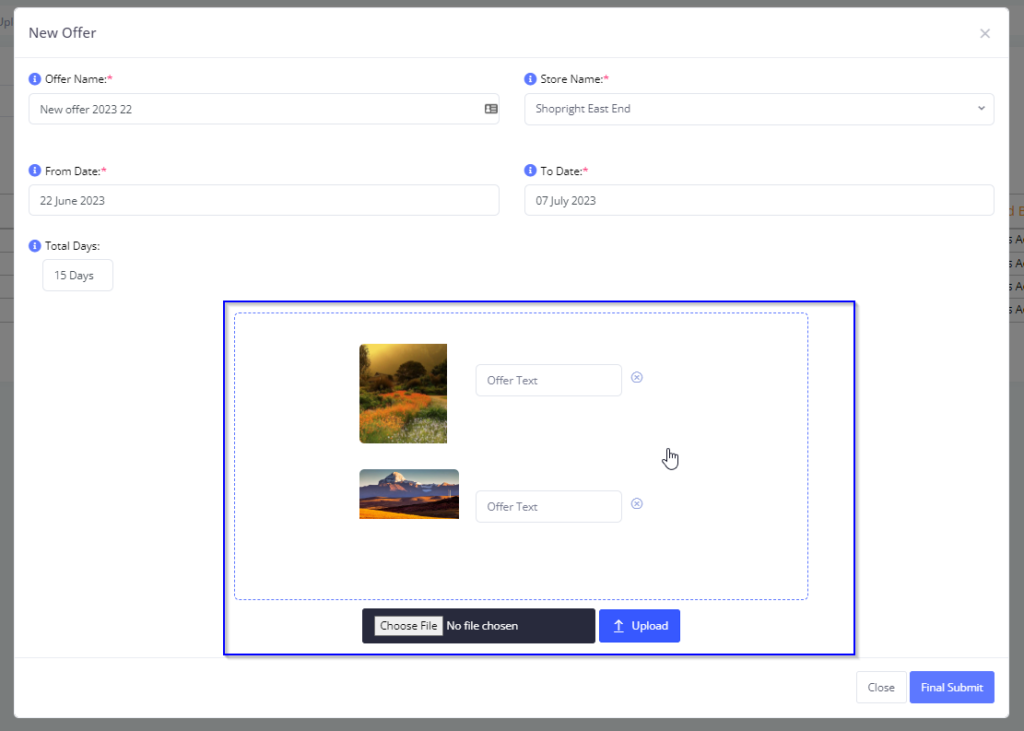 Upl
New Offer
Offer Name:*
Store Name:*
New offer 2023 22
Shopright East End
From Date:*
To Date:*
22 June 2023
07 July 2023
d E
Total Days:
s A
15 Days
s A
s A
s A
Offer Text
Offer Text
Choose File No file chosen
Upload
Close
Final Submit